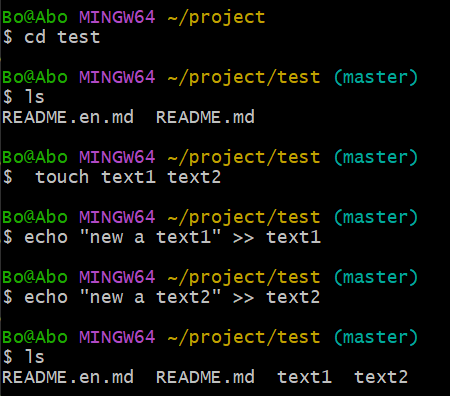 Bo@Abo MINGW64 ~/project
$ cd test
Bo@Abo MINGW64 ~/project/test (master)
$ ls
README.en.md  README.md
Bo@Abo MINGW64 ~/project/test (master)
$  touch text1 text2
Bo@Abo MINGW64 ~/project/test (master)
$ echo "new a text1" >> text1
Bo@Abo MINGW64 ~/project/test (master)
$ echo "new a text2" >> text2
Bo@Abo MINGW64 ~/project/test (master)
$ ls
README.en.md  README.md  text1  text2